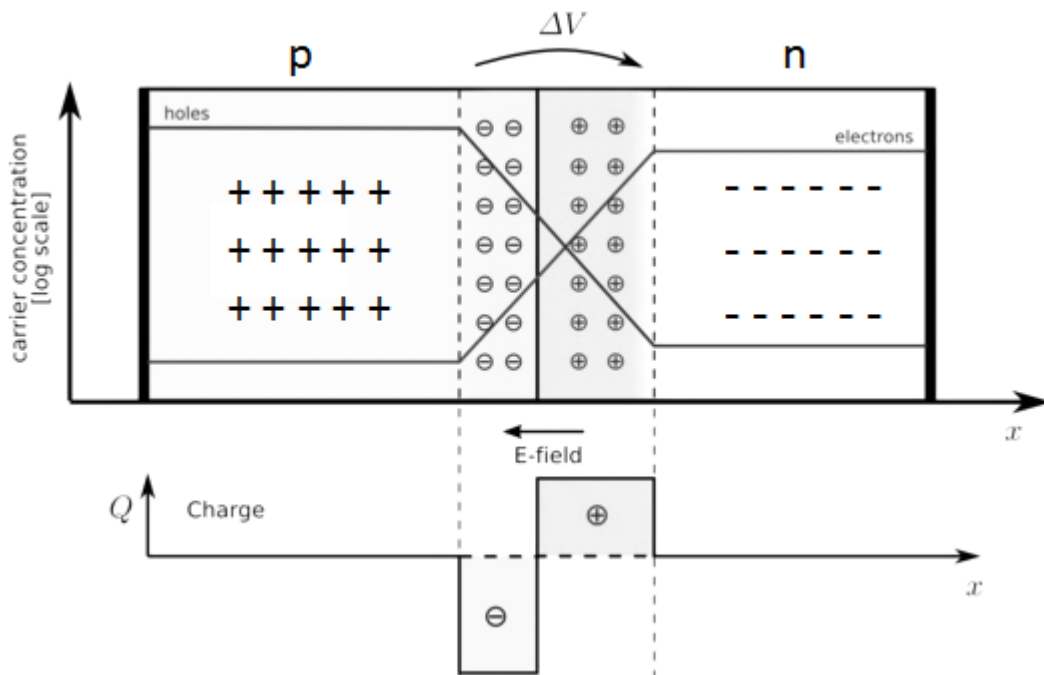 ΔV
p
n
holes
electrons
+ + + + +
- - - - - -
+ + + + +
- - - - - -
+ + + + +
- - - - - -
carrier concentration
[log scale]
x
E-field
Q
Charge
x